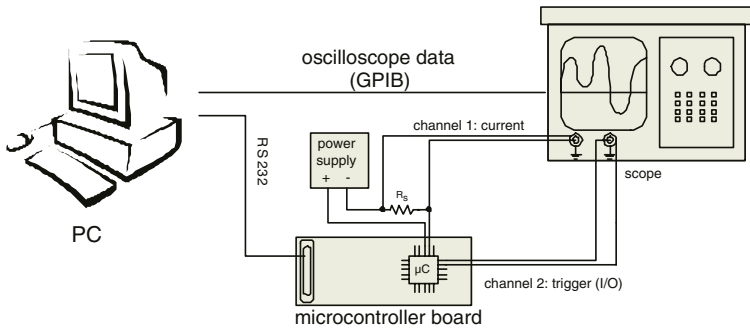 oscilloscope data
(GPIB)
channel 1: current
RS232
power
supply
+ -
Rs
scope
PC
µC
channel 2: trigger (I/O)
microcontroller board